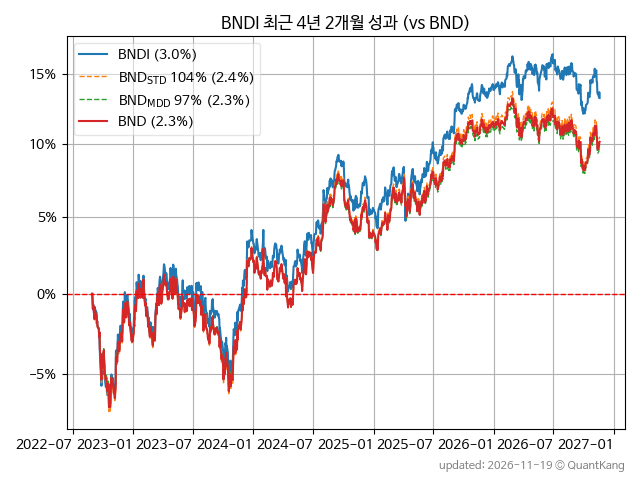 BNDI 최근 4년 2개월 성과 (vs BND)
BNDI (3.0%)
BNDSTD 104% (2.4%)
BNDMDD 97% (2.3%)
BND (2.3%)
15%
10%
5%
0%
−5%
2022-07 2023-01 2023-07 2024-01 2024-07 2025-01 2025-07 2026-01 2026-07 2027-01
updated: 2026-11-19 © QuantKang